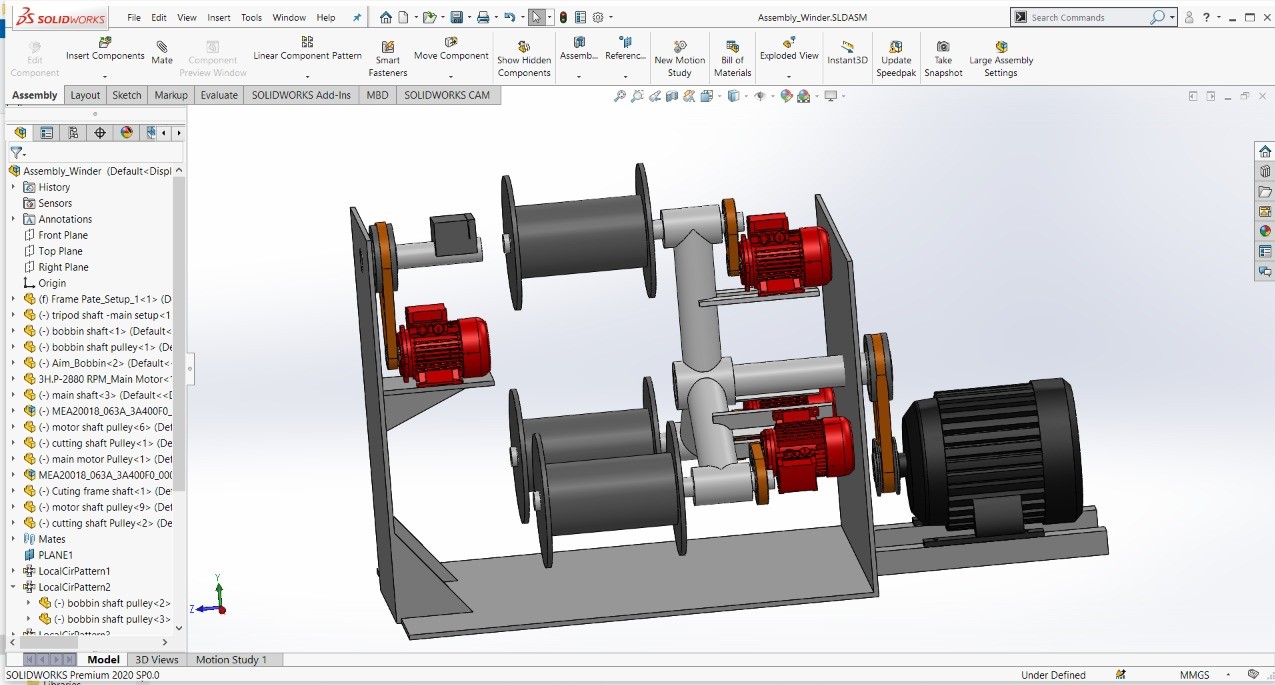 SOLIDWORKS
File Edit View Insert Tools Window Help
Assembly_Winder.SLDASM
Search Commands
?
Edit Component
Insert Components
Mate
Component Preview Window
Linear Component Pattern
Smart Fasteners
Move Component
Show Hidden Components
Assemb...
Referenc...
New Motion Study
Bill of Materials
Exploded View
Instant3D
Update Speedpak
Take Snapshot
Large Assembly Settings
Assembly Layout Sketch Markup Evaluate SOLIDWORKS Add-Ins MBD SOLIDWORKS CAM
Assembly_Winder (Default<Displ
History
Sensors
Annotations
Front Plane
Top Plane
Right Plane
Origin
(f) Frame Pate_Setup_1<1> (D
(-) tripod shaft -main setup<1
(-) bobbin shaft<1> (Default<
(-) bobbin shaft pulley<1> (De
(-) Aim_Bobbin<2> (Default<
3H.P-2880 RPM_Main Motor<
(-) main shaft<3> (Default<<D
(-) MEA20018_063A_3A400F0_
(-) motor shaft pulley<6> (Def
(-) cutting shaft Pulley<1> (De
(-) main motor Pulley<1> (Def
MEA20018_063A_3A400F0_000
(-) Cuting frame shaft<1> (Def
(-) motor shaft pulley<9> (Def
(-) cutting shaft Pulley<2> (De
Mates
PLANE1
LocalCirPattern1
LocalCirPattern2
(-) bobbin shaft pulley<2>
(-) bobbin shaft pulley<3>
LocalCirPattern3
Y
Z
Model 3D Views Motion Study 1
SOLIDWORKS Premium 2020 SP0.0
Under Defined
MMGS
Libraries